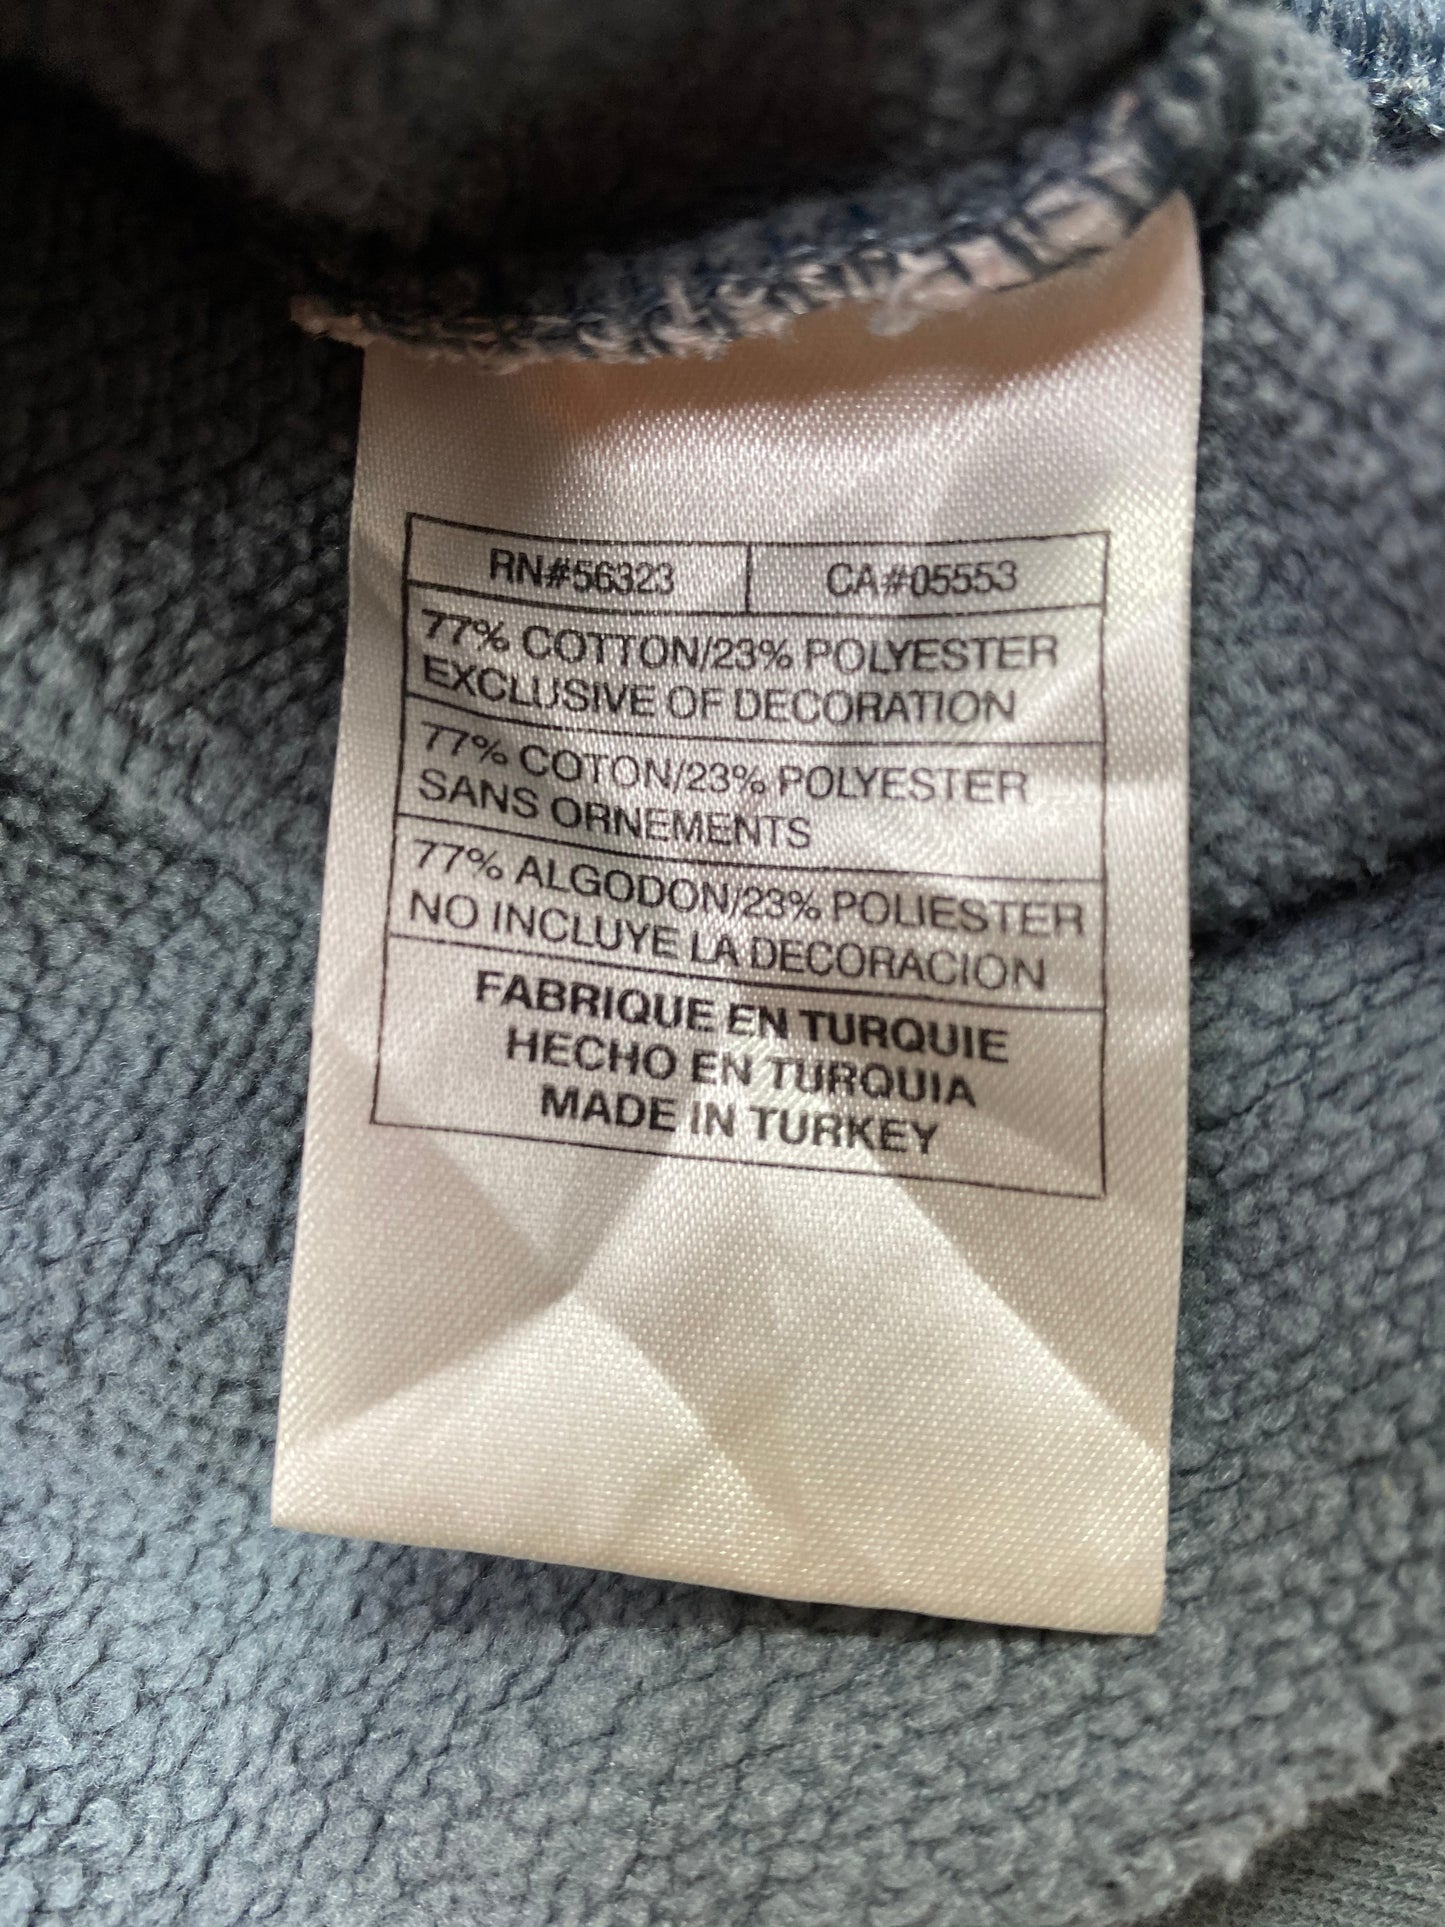 RN#56323 CA#05553
77% COTTON/23% POLYESTER
EXCLUSIVE OF DECORATION
77% COTON/23% POLYESTER
SANS ORNEMENTS
77% ALGODON/23% POLIESTER
NO INCLUYE LA DECORACION
FABRIQUE EN TURQUIE
HECHO EN TURQUIA
MADE IN TURKEY